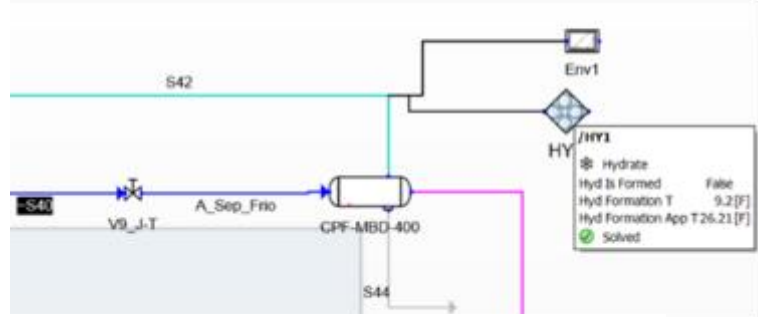 S42
Env1
HY
/HY1
Hydrate
Hyd Is Formed False
Hyd Formation T 9.2 [F]
Hyd Formation App T 26.21 [F]
Solved
~S40
V9_J-T
A_Sep_Frio
CPF-MBD-400
S44